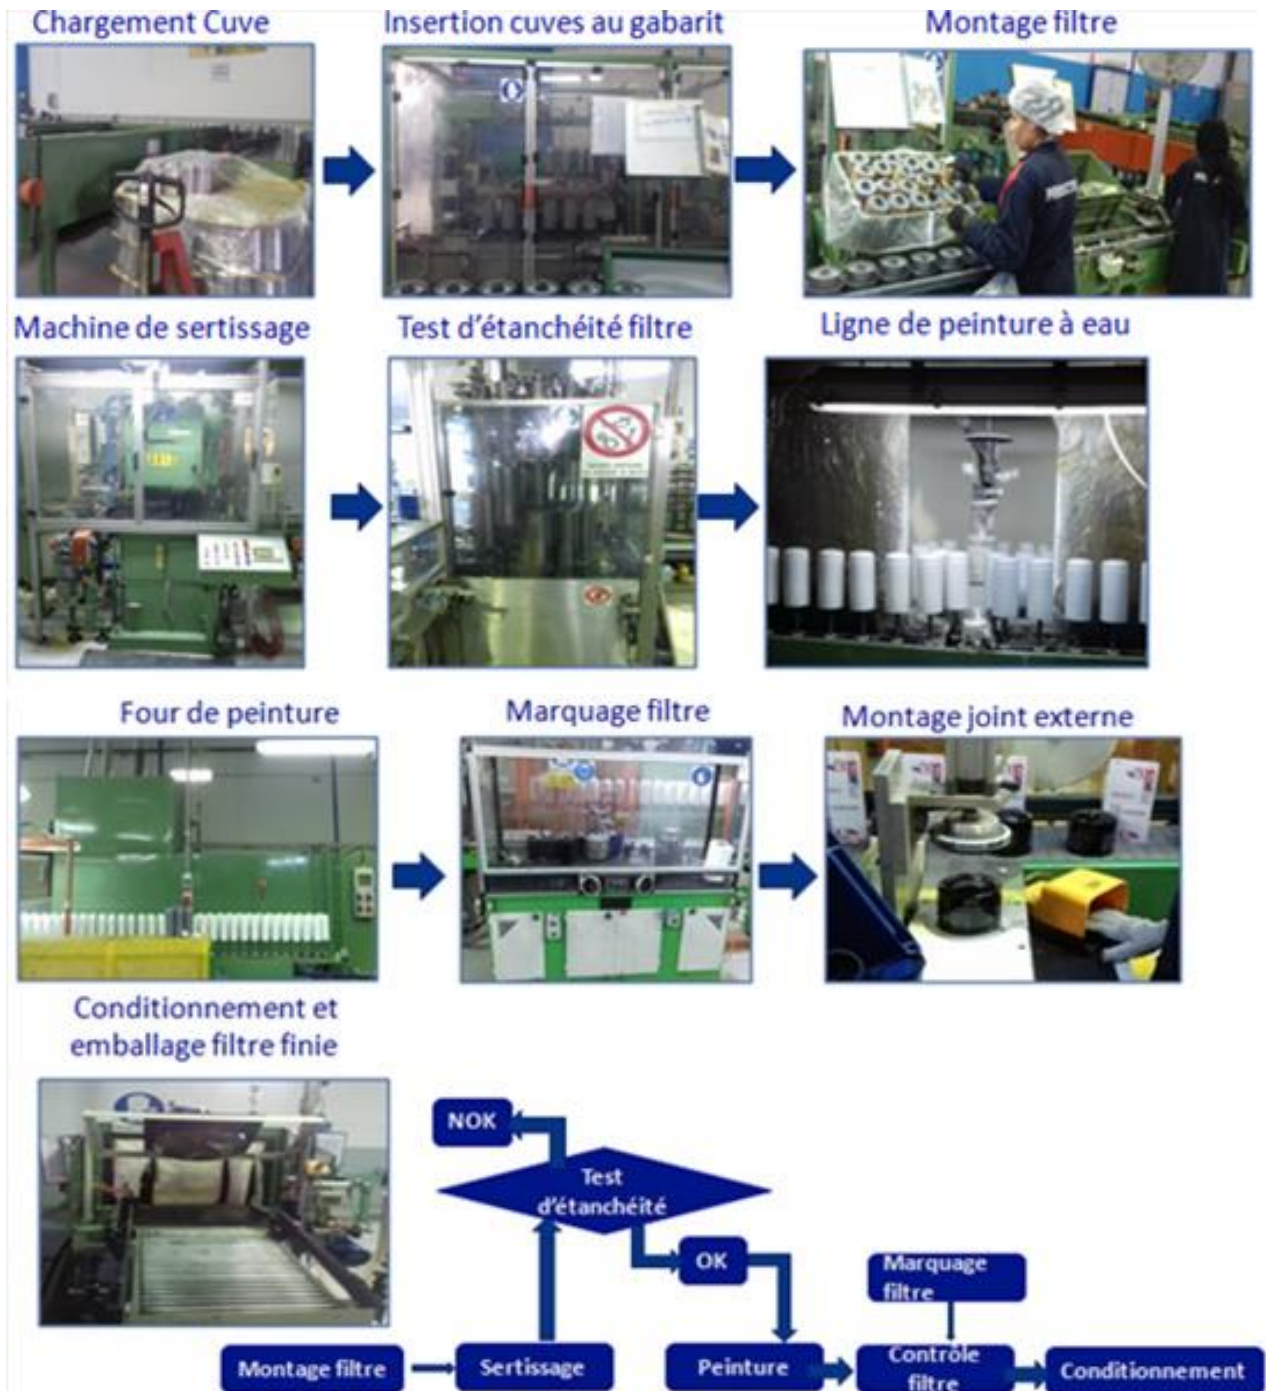 Chargement Cuve
Insertion cuves au gabarit
Montage filtre
Machine de sertissage
Test d'étanchéité filtre
Ligne de peinture à eau
Four de peinture
Marquage filtre
Montage joint externe
Conditionnement et
emballage filtre finie
NOK
Test
d'étanchéité
OK
Marquage
filtre
Montage filtre
Sertissage
Peinture
Contrôle
filtre
Conditionnement